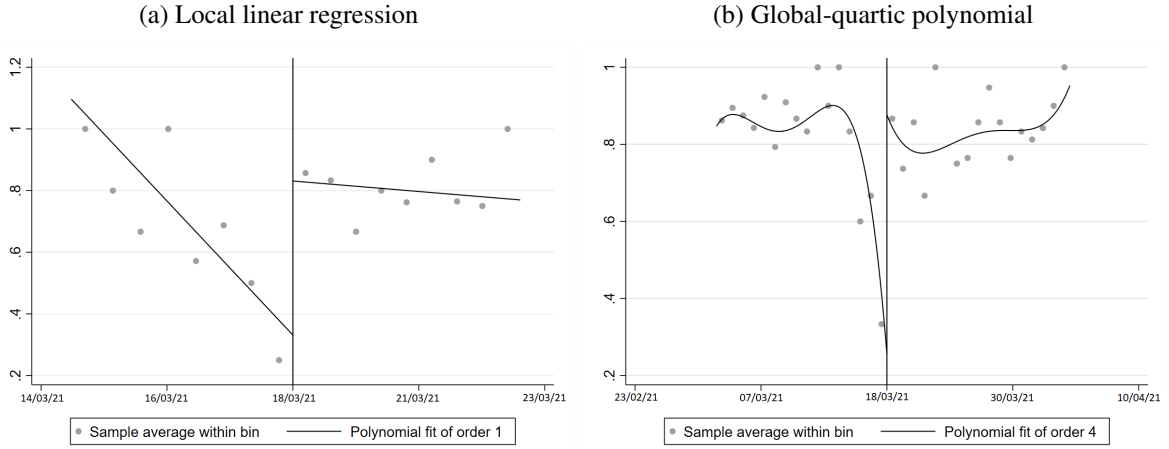 (a) Local linear regression
1.2
1
.8
.6
.4
.2
14/03/21 16/03/21 18/03/21 21/03/21 23/03/21
Sample average within bin Polynomial fit of order 1
(b) Global-quartic polynomial
1
.8
.6
.4
.2
23/02/21 07/03/21 18/03/21 30/03/21 10/04/21
Sample average within bin Polynomial fit of order 4